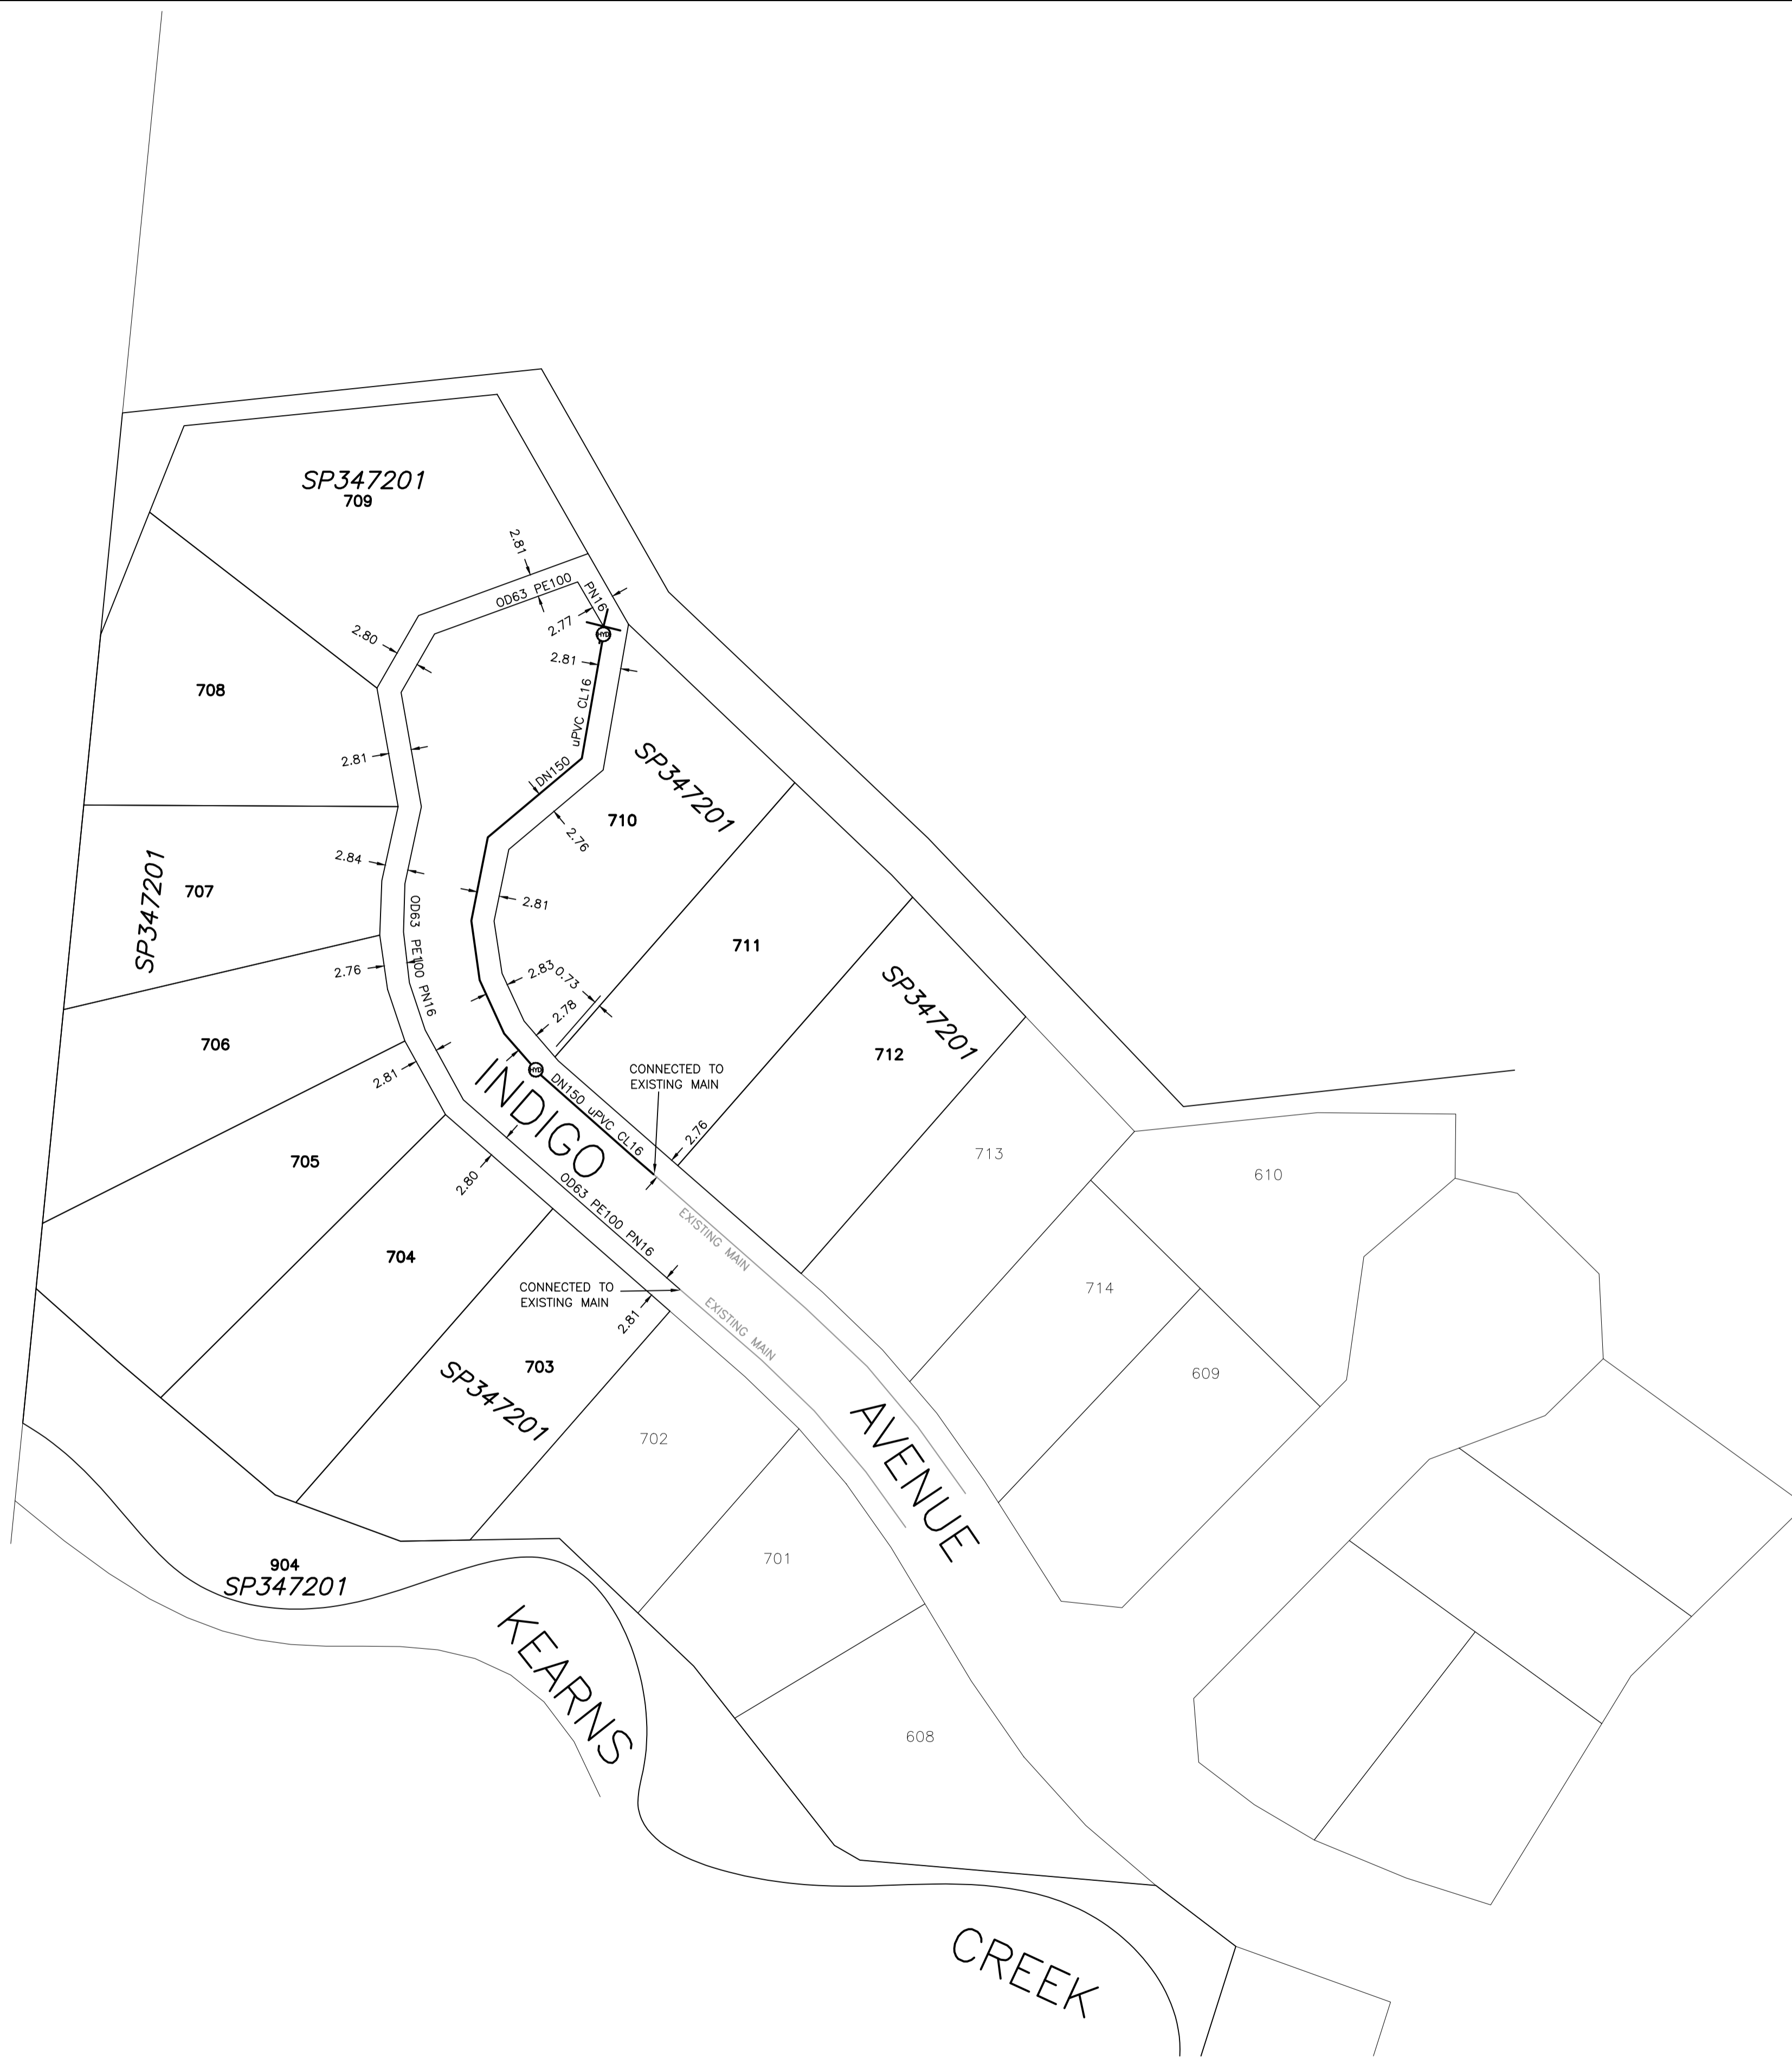 SP347201
709
2.81
OD63 PE100
PN16
2.77
HYD
2.80
2.81
708
uPVC CL16
2.81
DN150
SP347201
710
2.76
2.84
SP347201
707
OD63 PE100 PN16
2.81
711
2.76
2.83
0.73
2.78
SP347201
706
712
HYD
2.81
INDIGO
DN150 uPVC CL16
CONNECTED TO
EXISTING MAIN
2.76
705
713
610
2.80
OD63 PE100 PN16
EXISTING MAIN
704
CONNECTED TO
EXISTING MAIN
2.81
EXISTING MAIN
714
703
SP347201
609
702
AVENUE
701
904
SP347201
KEARNS
608
CREEK